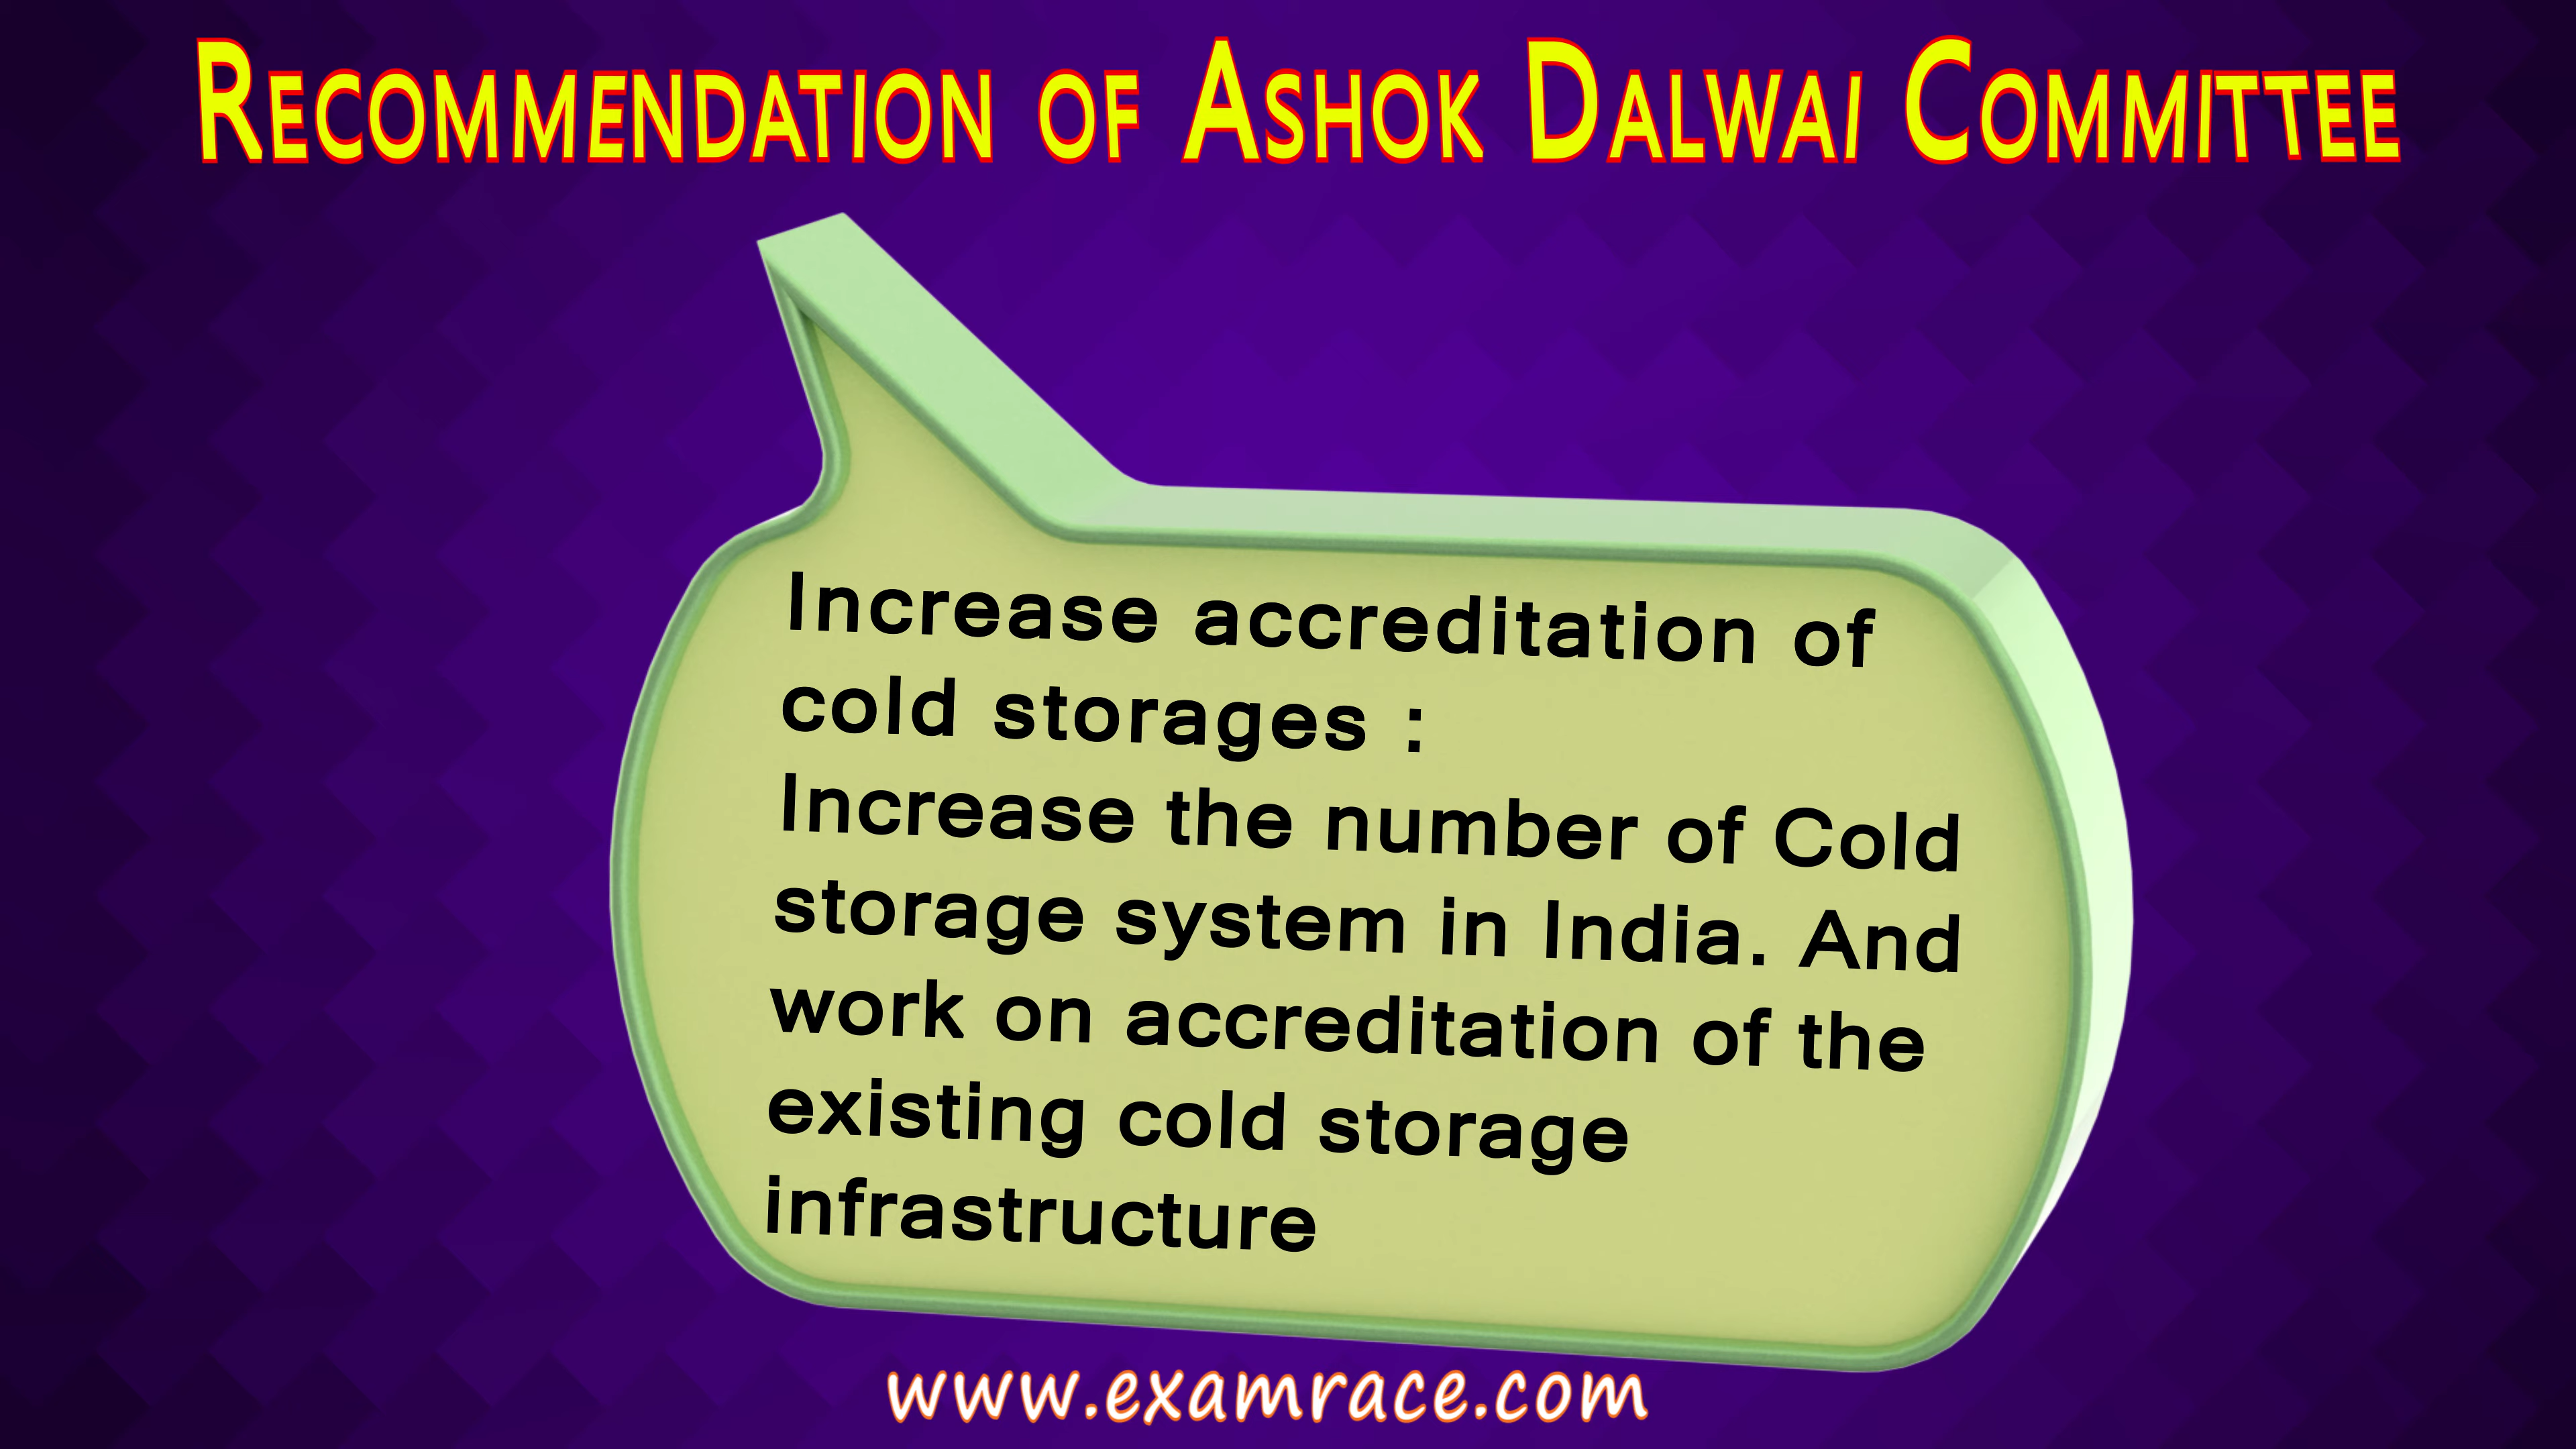 Recommendation of Ashok Dalwai Committee
Increase accreditation of
cold storages :
Increase the number of Cold
storage system in India. And
work on accreditation of the
existing cold storage
infrastructure
www.examrace.com